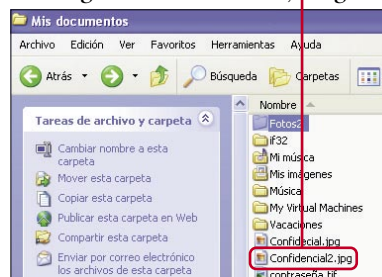 Mis documentos
Archivo Edición Ver Favoritos Herramientas Ayuda
Atrás Búsqueda Carpetas
Nombre
Tareas de archivo y carpeta
Cambiar nombre a esta
carpeta
Mover esta carpeta
Copiar esta carpeta
Publicar esta carpeta en Web
Compartir esta carpeta
Enviar por correo electrónico
los archivos de esta carpeta
Fotos2
if32
Mi música
Mis imágenes
Música
My Virtual Machines
Vacaciones
Confidecial.jpg
Confidencial2.jpg
contraseña.tif